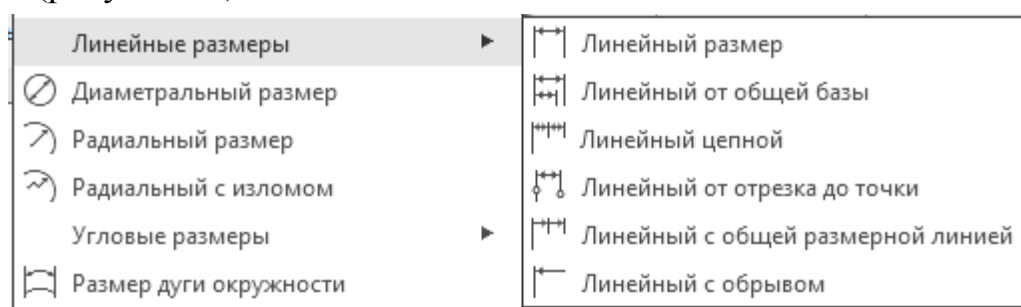 Линейные размеры
Диаметральный размер
Радиальный размер
Радиальный с изломом
Угловые размеры
Размер дуги окружности
Линейный размер
Линейный от общей базы
Линейный цепной
Линейный от отрезка до точки
Линейный с общей размерной линией
Линейный с обрывом